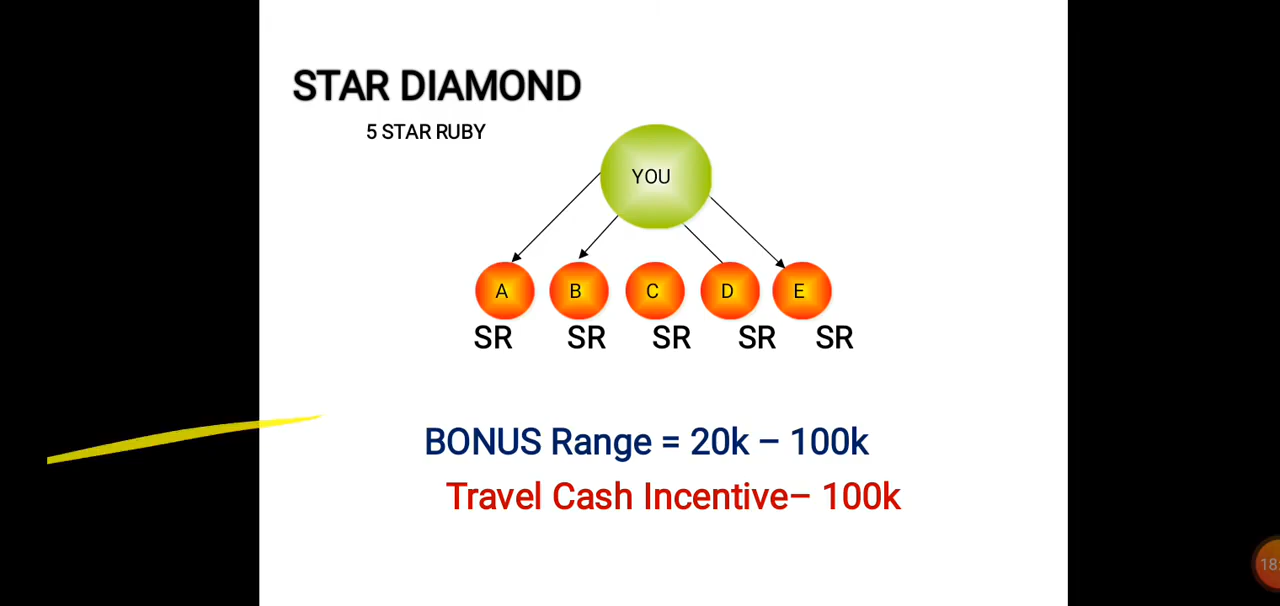 STAR DIAMOND
5 STAR RUBY
YOU
A B C D E
SR SR SR SR SR
BONUS Range = 20k – 100k
Travel Cash Incentive– 100k